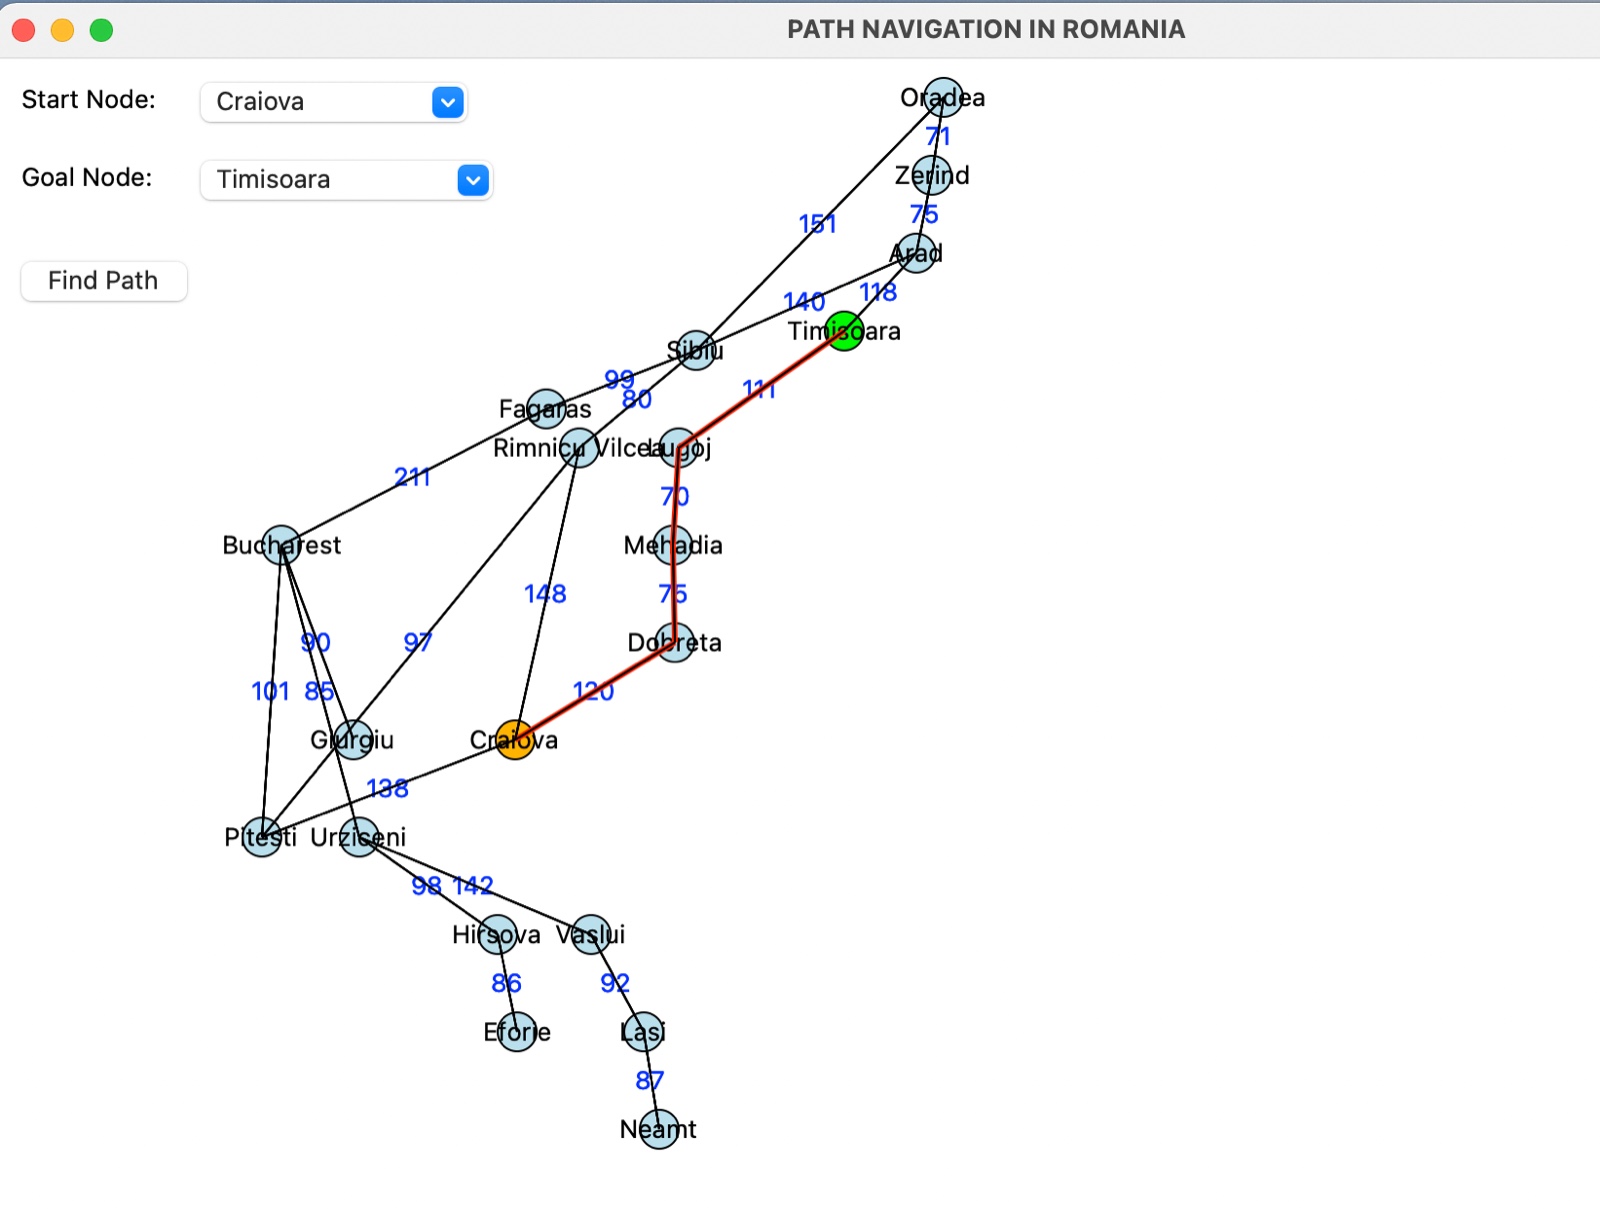 PATH NAVIGATION IN ROMANIA
Start Node:
Craiova
Oradea
71
Goal Node:
Timisoara
Zerind
75
151
Arad
Find Path
118
140
Timisoara
Sibiu
99
111
80
Fagaras
Rimnicu Vilcea
Lugoj
211
70
Bucharest
Mehadia
148
75
90
97
Dobreta
101
85
120
Giurgiu
Craiova
138
Pitesti
Urziceni
98
142
Hirsova
Vaslui
86
92
Eforie
Lasi
87
Neamt